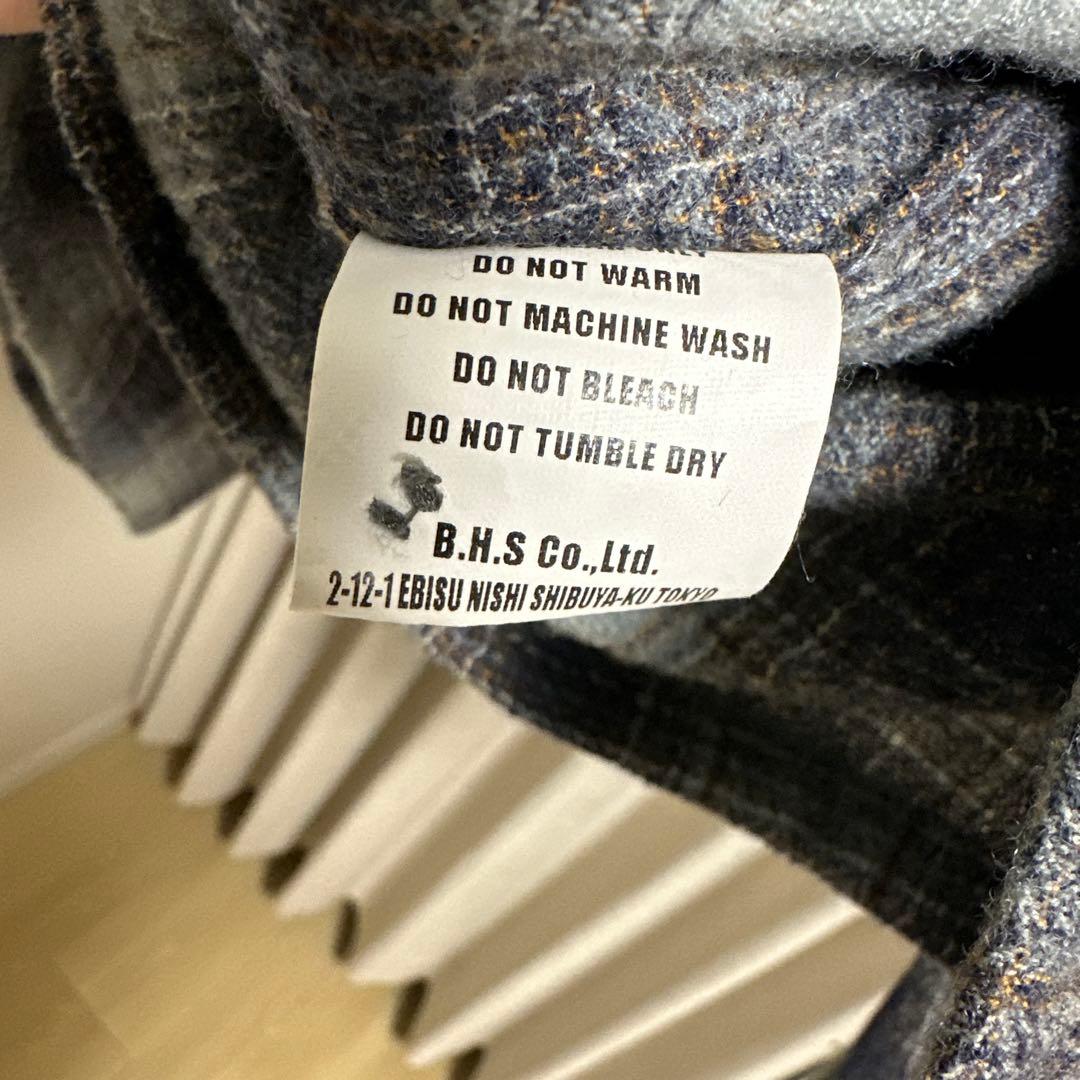 DO NOT WARM
DO NOT MACHINE WASH
DO NOT BLEACH
DO NOT TUMBLE DRY
B.H.S Co.,Ltd.
2-12-1 EBISU NISHI SHIBUYA-KU TOKYO